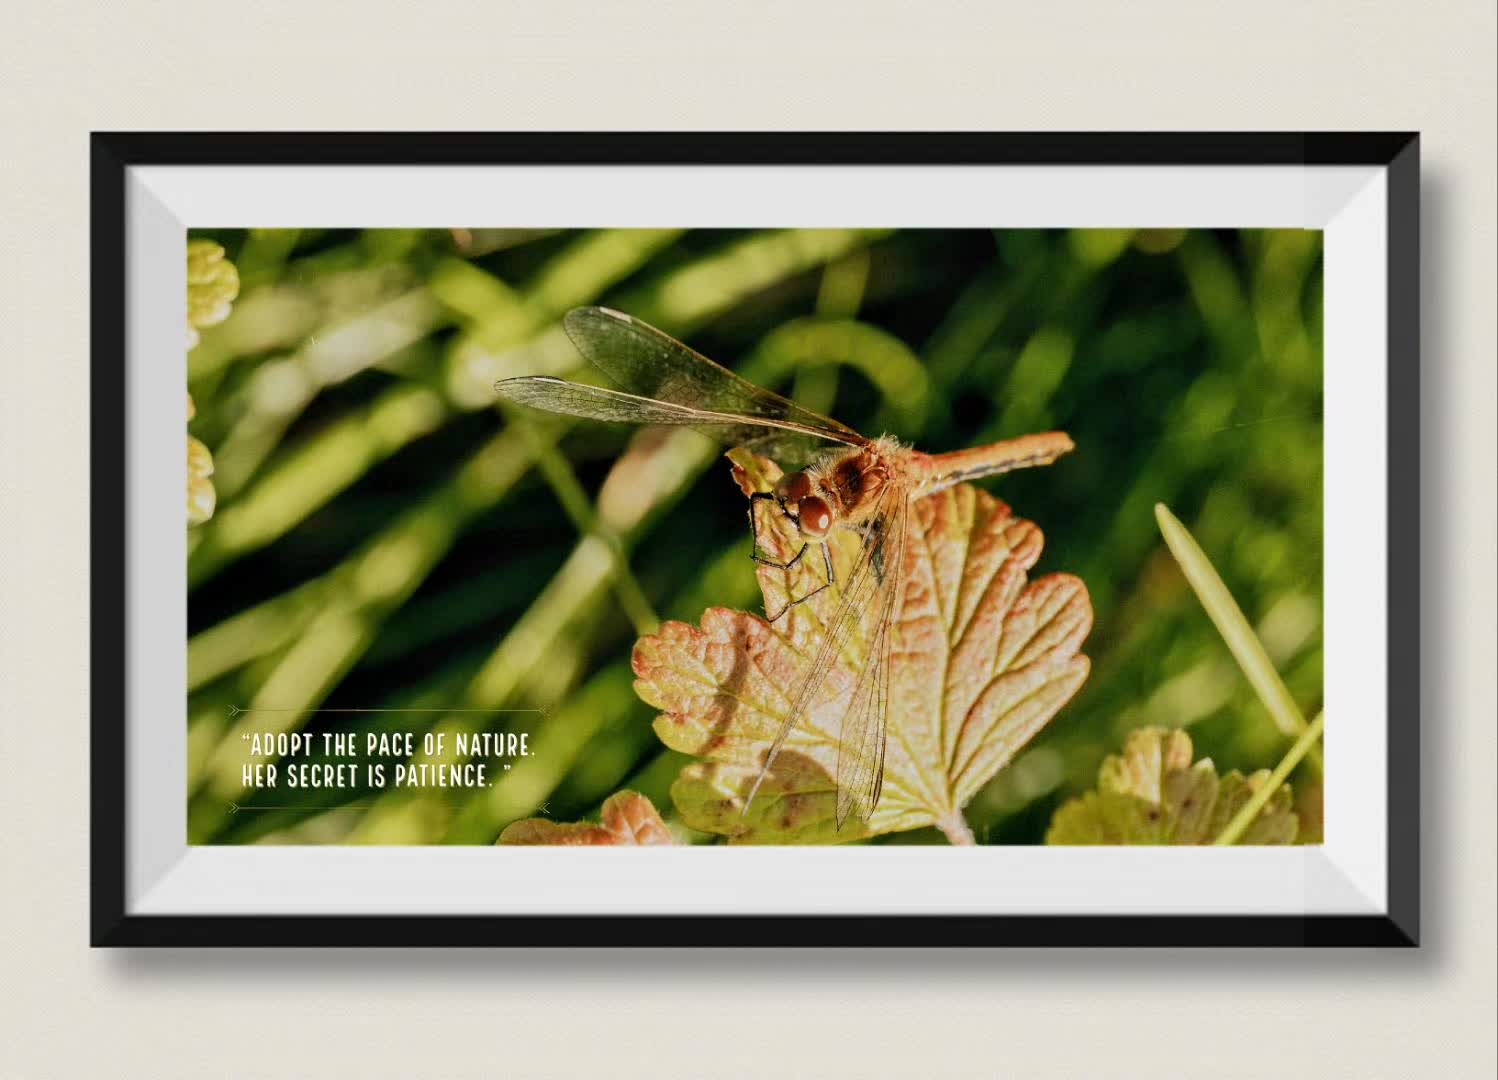 “ADOPT THE PACE OF NATURE.
HER SECRET IS PATIENCE. ”